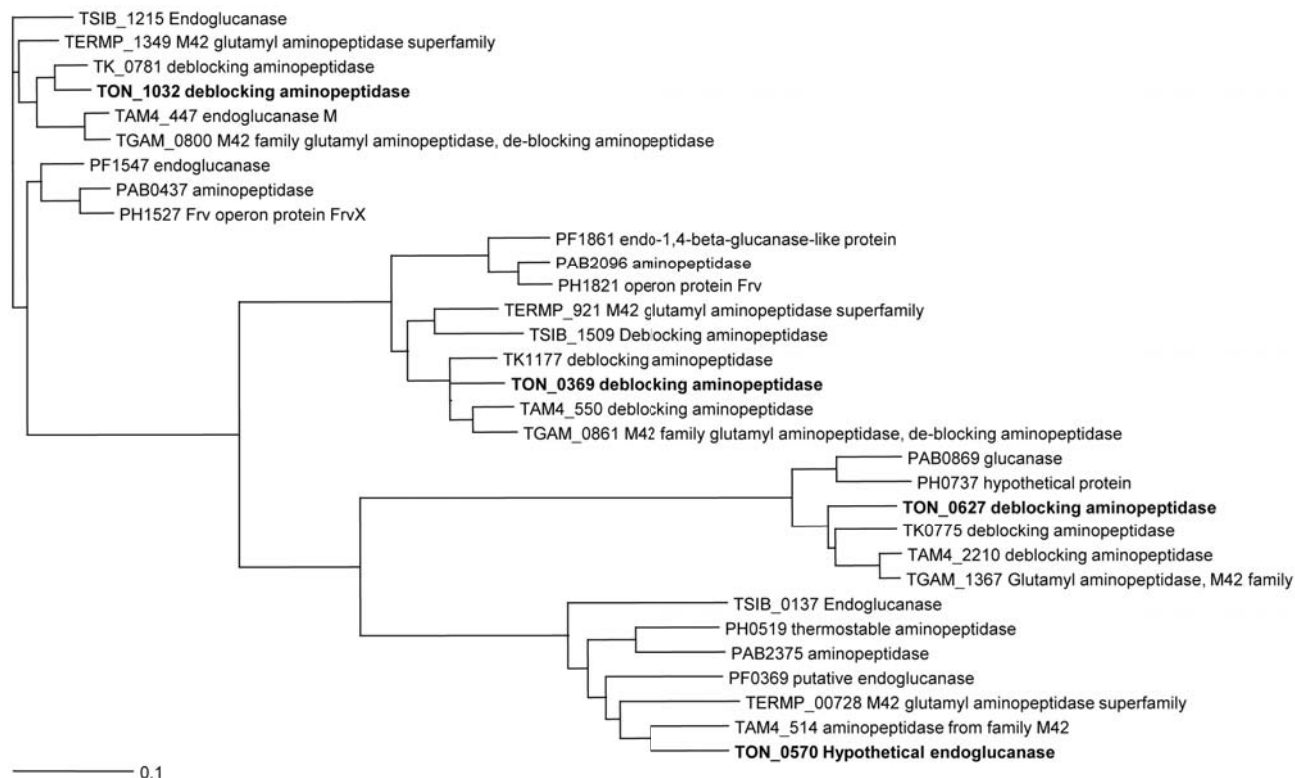 TSIB_1215 Endoglucanase
TERMP_1349 M42 glutamyl aminopeptidase superfamily
TK_0781 deblocking aminopeptidase
TON_1032 deblocking aminopeptidase
TAM4_447 endoglucanase M
TGAM_0800 M42 family glutamyl aminopeptidase, de-blocking aminopeptidase
PF1547 endoglucanase
PAB0437 aminopeptidase
PH1527 Frv operon protein FrvX
PF1861 endo-1,4-beta-glucanase-like protein
PAB2096 aminopeptidase
PH1821 operon protein Frv
TERMP_921 M42 glutamyl aminopeptidase superfamily
TSIB_1509 Deblocking aminopeptidase
TK1177 deblocking aminopeptidase
TON_0369 deblocking aminopeptidase
TAM4_550 deblocking aminopeptidase
TGAM_0861 M42 family glutamyl aminopeptidase, de-blocking aminopeptidase
PAB0869 glucanase
PH0737 hypothetical protein
TON_0627 deblocking aminopeptidase
TK0775 deblocking aminopeptidase
TAM4_2210 deblocking aminopeptidase
TGAM_1367 Glutamyl aminopeptidase, M42 family
TSIB_0137 Endoglucanase
PH0519 thermostable aminopeptidase
PAB2375 aminopeptidase
PF0369 putative endoglucanase
TERMP_00728 M42 glutamyl aminopeptidase superfamily
TAM4_514 aminopeptidase from family M42
TON_0570 Hypothetical endoglucanase
0.1